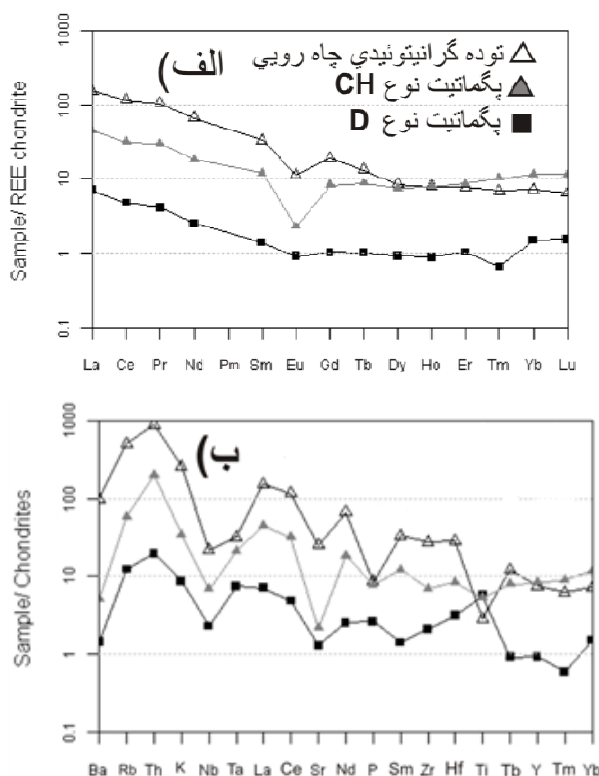 1000
100
10
1
0.1
Sample/ REE chondrite
الف)
توده گرانيتوئيدي چاه رويي
پگماتيت نوع CH
پگماتيت نوع D
La Ce Pr Nd Pm Sm Eu Gd Tb Dy Ho Er Tm Yb Lu
1000
100
10
1
0.1
Sample/ Chondrites
ب)
Ba Rb Th K Nb Ta La Ce Sr Nd P Sm Zr Hf Ti Tb Y Tm Yb